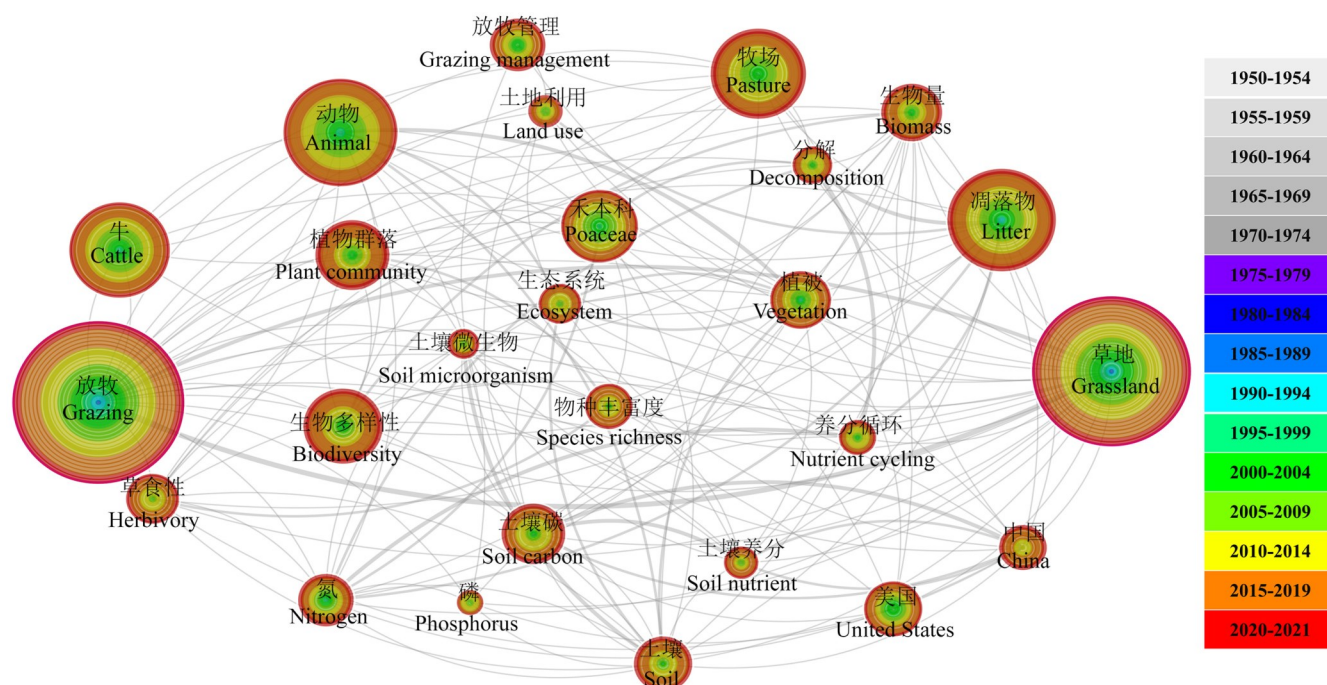 放牧管理
Grazing management
牧场
Pasture
土地利用
Land use
生物量
Biomass
动物
Animal
分解
Decomposition
凋落物
Litter
禾本科
Poaceae
牛
Cattle
植物群落
Plant community
生态系统
Ecosystem
植被
Vegetation
土壤微生物
Soil microorganism
草地
Grassland
放牧
Grazing
物种丰富度
Species richness
生物多样性
Biodiversity
养分循环
Nutrient cycling
草食性
Herbivory
土壤碳
Soil carbon
土壤养分
Soil nutrient
中国
China
氮
Nitrogen
磷
Phosphorus
美国
United States
土壤
Soil
1950-1954
1955-1959
1960-1964
1965-1969
1970-1974
1975-1979
1980-1984
1985-1989
1990-1994
1995-1999
2000-2004
2005-2009
2010-2014
2015-2019
2020-2021